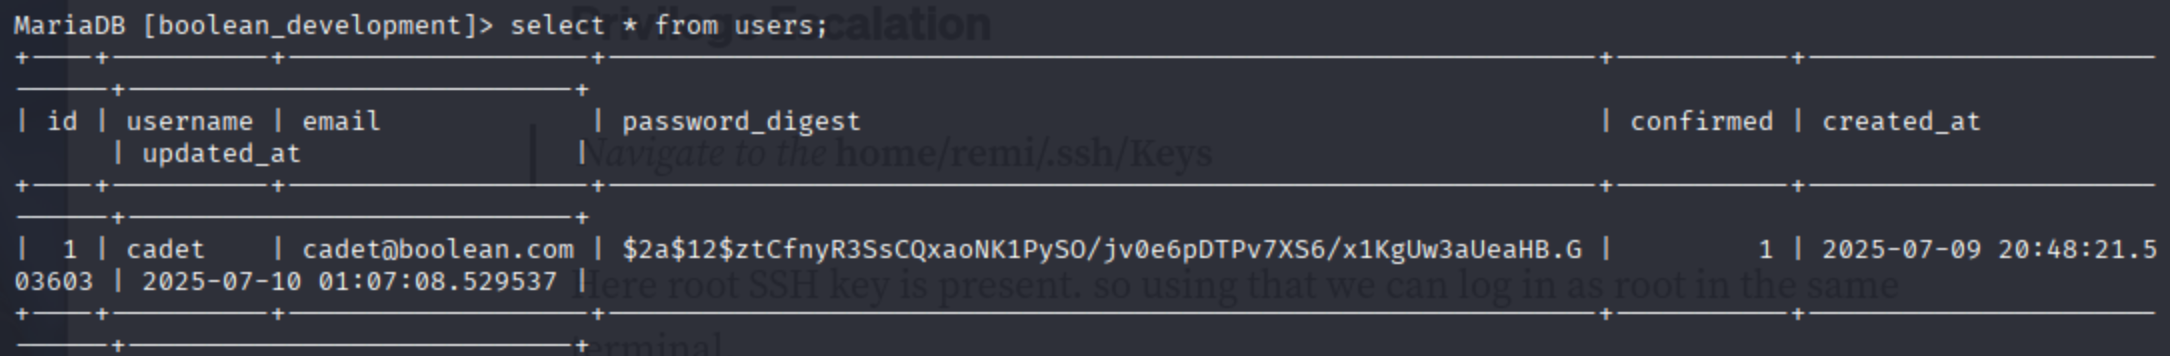 MariaDB [boolean_development]> select * from users;
Privilege Escalation
| id | username | email | password_digest | confirmed | created_at
| updated_at |
Navigate to the home/remi/.ssh/Keys
| 1 | cadet | cadet@boolean.com | $2a$12$ztCfnyR3SsCQxaoNK1PySO/jv0e6pDTPv7XS6/x1KgUw3aUeaHB.G | 1 | 2025-07-09 20:48:21.5
03603 | 2025-07-10 01:07:08.529537 |
Here root SSH key is present. so using that we can log in as root in the same
terminal